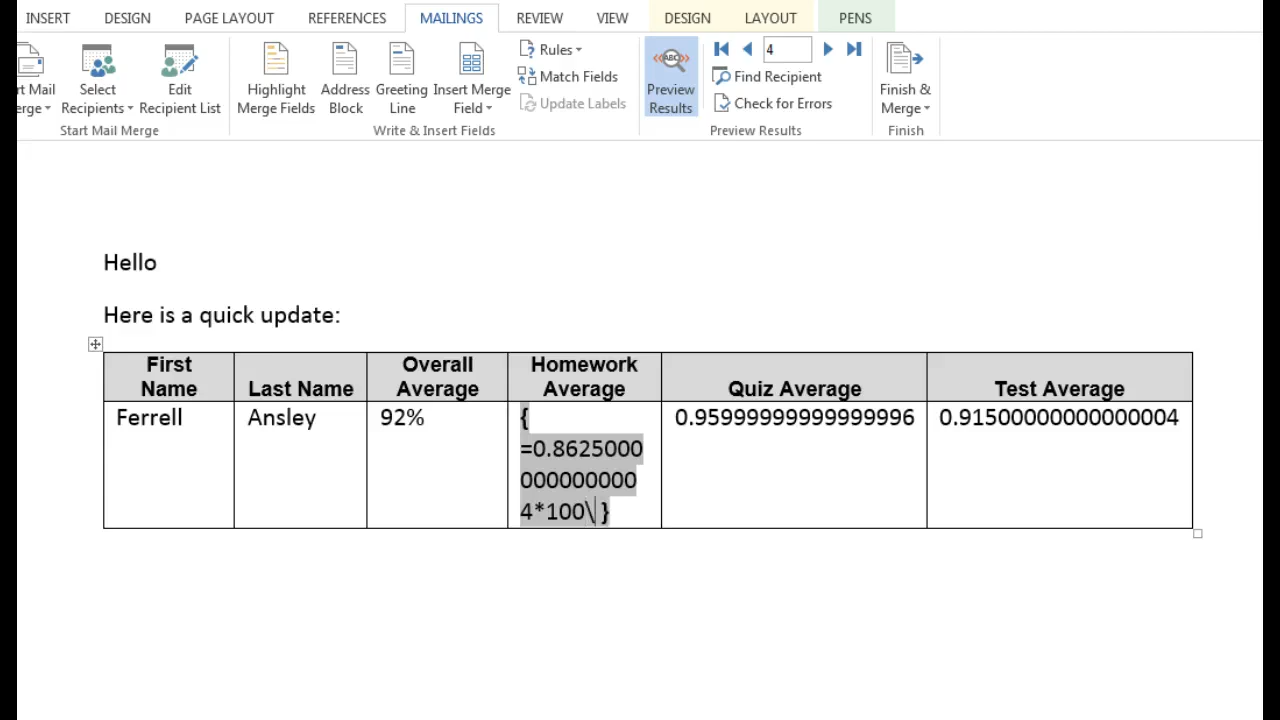 INSERT DESIGN PAGE LAYOUT REFERENCES MAILINGS REVIEW VIEW DESIGN LAYOUT PENS
rt Mail
erge
Select
Recipients
Edit
Recipient List
Start Mail Merge
Highlight
Merge Fields
Address
Block
Greeting
Line
Insert Merge
Field
Rules
Match Fields
Update Labels
Write & Insert Fields
«ABC»
Preview
Results
4
Find Recipient
Check for Errors
Preview Results
Finish &
Merge
Finish
Hello
Here is a quick update:
First
Name
Last Name
Overall
Average
Homework
Average
Quiz Average
Test Average
Ferrell
Ansley
92%
{
=0.8625000
000000000
4*100\ }
0.95999999999999996
0.91500000000000004